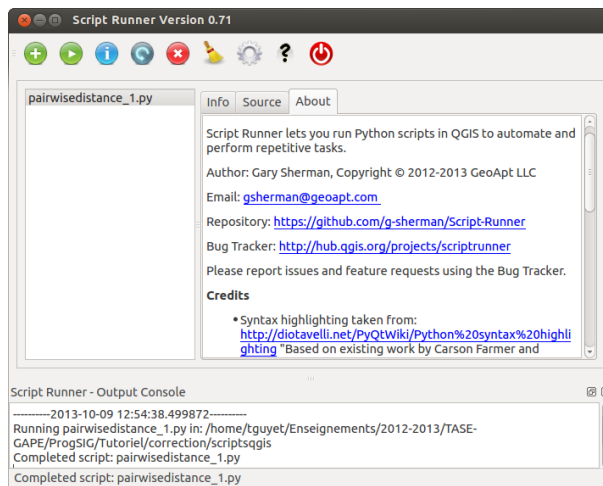 Script Runner Version 0.71
pairwisedistance_1.py
Info Source About
Script Runner lets you run Python scripts in QGIS to automate and
perform repetitive tasks.
Author: Gary Sherman, Copyright © 2012-2013 GeoApt LLC
Email: gsherman@geoapt.com
Repository: https://github.com/g-sherman/Script-Runner
Bug Tracker: http://hub.qgis.org/projects/scriptrunner
Please report issues and feature requests using the Bug Tracker.
Credits
• Syntax highlighting taken from:
http://diotavelli.net/PyQtWiki/Python%20syntax%20highli
ghting "Based on existing work by Carson Farmer and
Script Runner - Output Console
----------2013-10-09 12:54:38.499872----------
Running pairwisedistance_1.py in: /home/tguyet/Enseignements/2012-2013/TASE-
GAPE/ProgSIG/Tutoriel/correction/scriptsqgis
Completed script: pairwisedistance_1.py
Completed script: pairwisedistance_1.py